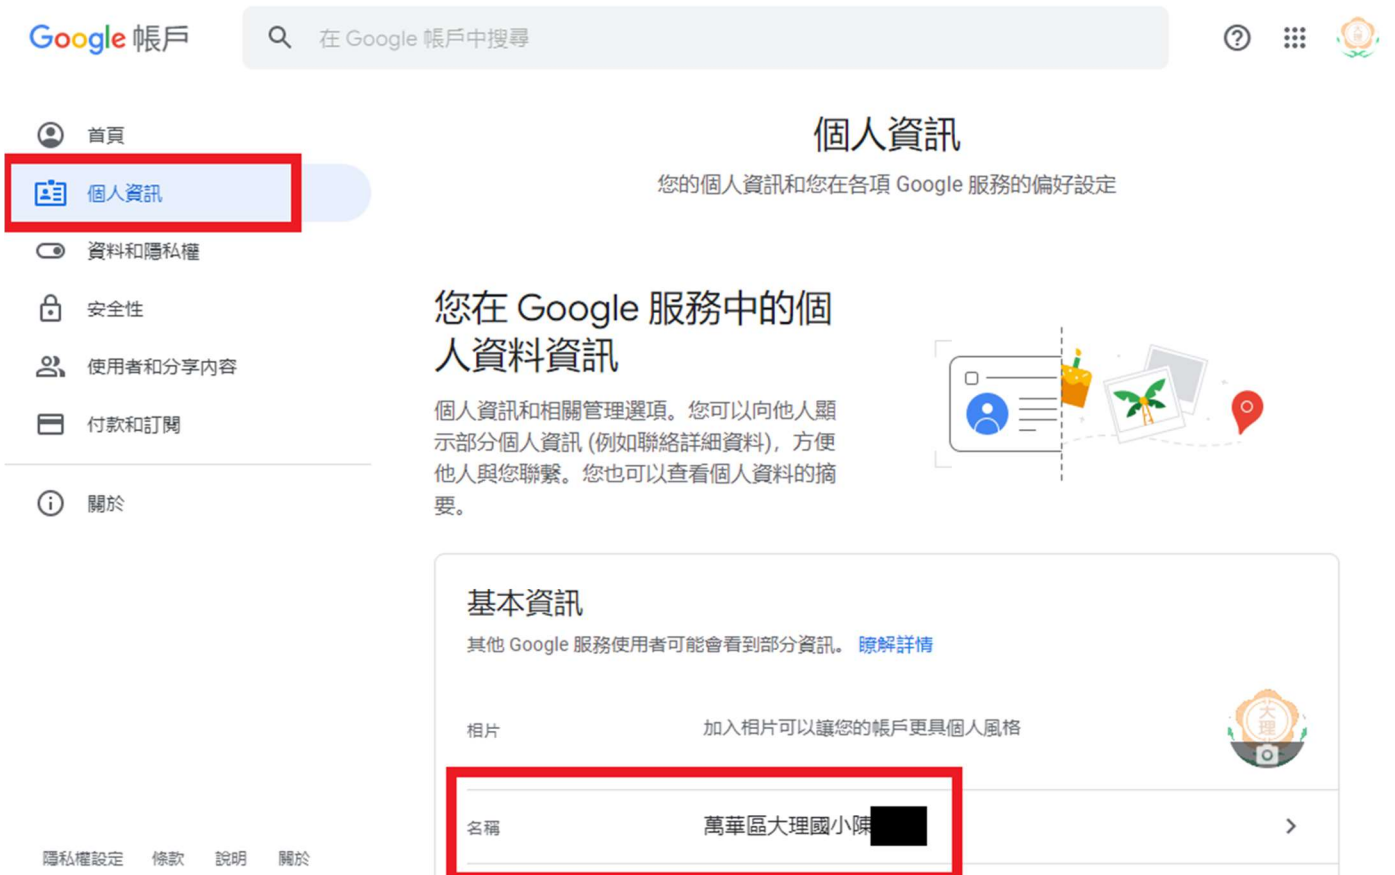 Google 帳戶
在 Google 帳戶中搜尋
首頁
個人資訊
資料和隱私權
安全性
使用者和分享內容
付款和訂閱
關於
個人資訊
您的個人資訊和您在各項 Google 服務的偏好設定
您在 Google 服務中的個
人資料資訊
個人資訊和相關管理選項。您可以向他人顯
示部分個人資訊 (例如聯絡詳細資料)，方便
他人與您聯繫。您也可以查看個人資料的摘
要。
基本資訊
其他 Google 服務使用者可能會看到部分資訊。 瞭解詳情
相片 加入相片可以讓您的帳戶更具個人風格
大理
名稱 萬華區大理國小陳
隱私權設定 條款 說明 關於